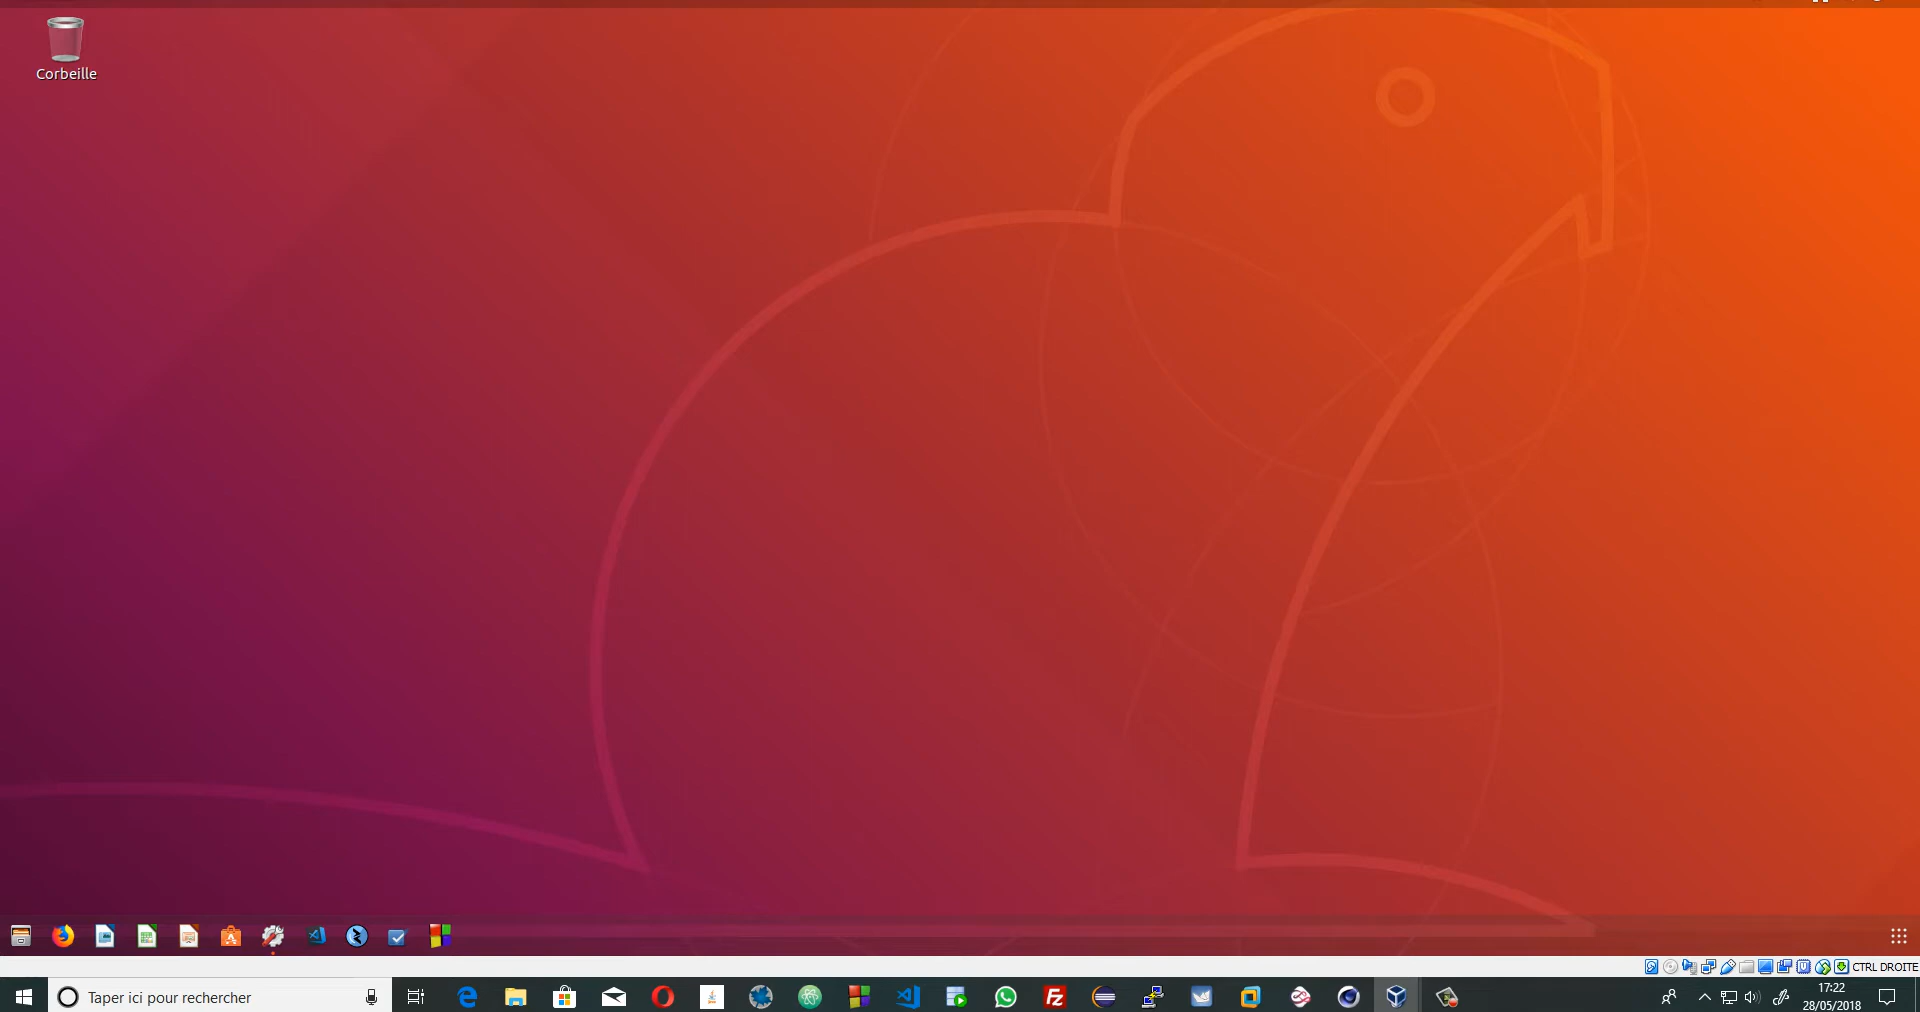 Corbeille
CTRL DROITE
Taper ici pour rechercher
17:22
28/05/2018